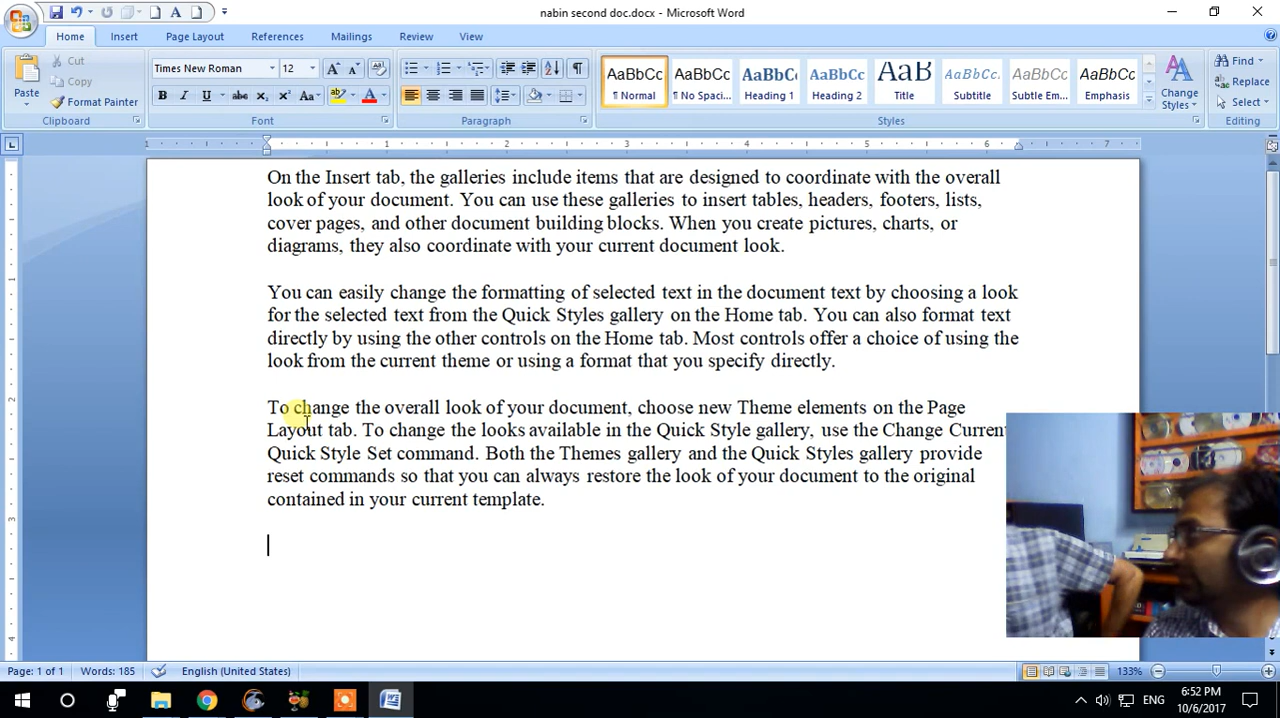 nabin second doc.docx - Microsoft Word
Home Insert Page Layout References Mailings Review View
Paste
Cut
Copy
Format Painter
Clipboard
Times New Roman 12
Font
Paragraph
AaBbCc AaBbCc AaBbC AaBbCc AaB AaBbCc AaBbCc AaBbCc
¶ Normal ¶ No Spaci... Heading 1 Heading 2 Title Subtitle Subtle Em... Emphasis
Change Styles
Styles
Find
Replace
Select
Editing
1 1 2 3 4 5 6 7
On the Insert tab, the galleries include items that are designed to coordinate with the overall
look of your document. You can use these galleries to insert tables, headers, footers, lists,
cover pages, and other document building blocks. When you create pictures, charts, or
diagrams, they also coordinate with your current document look.
You can easily change the formatting of selected text in the document text by choosing a look
for the selected text from the Quick Styles gallery on the Home tab. You can also format text
directly by using the other controls on the Home tab. Most controls offer a choice of using the
look from the current theme or using a format that you specify directly.
To change the overall look of your document, choose new Theme elements on the Page
Layout tab. To change the looks available in the Quick Style gallery, use the Change Current
Quick Style Set command. Both the Themes gallery and the Quick Styles gallery provide
reset commands so that you can always restore the look of your document to the original
contained in your current template.
Page: 1 of 1 Words: 185 English (United States) 133%
ENG 6:52 PM
10/6/2017